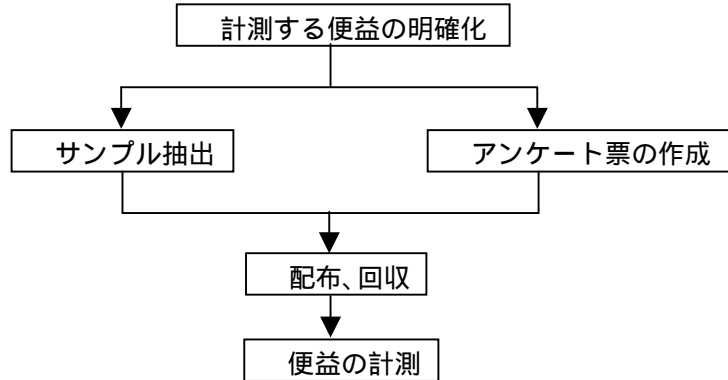 計測する便益の明確化
サンプル抽出
アンケート票の作成
配布、回収
便益の計測